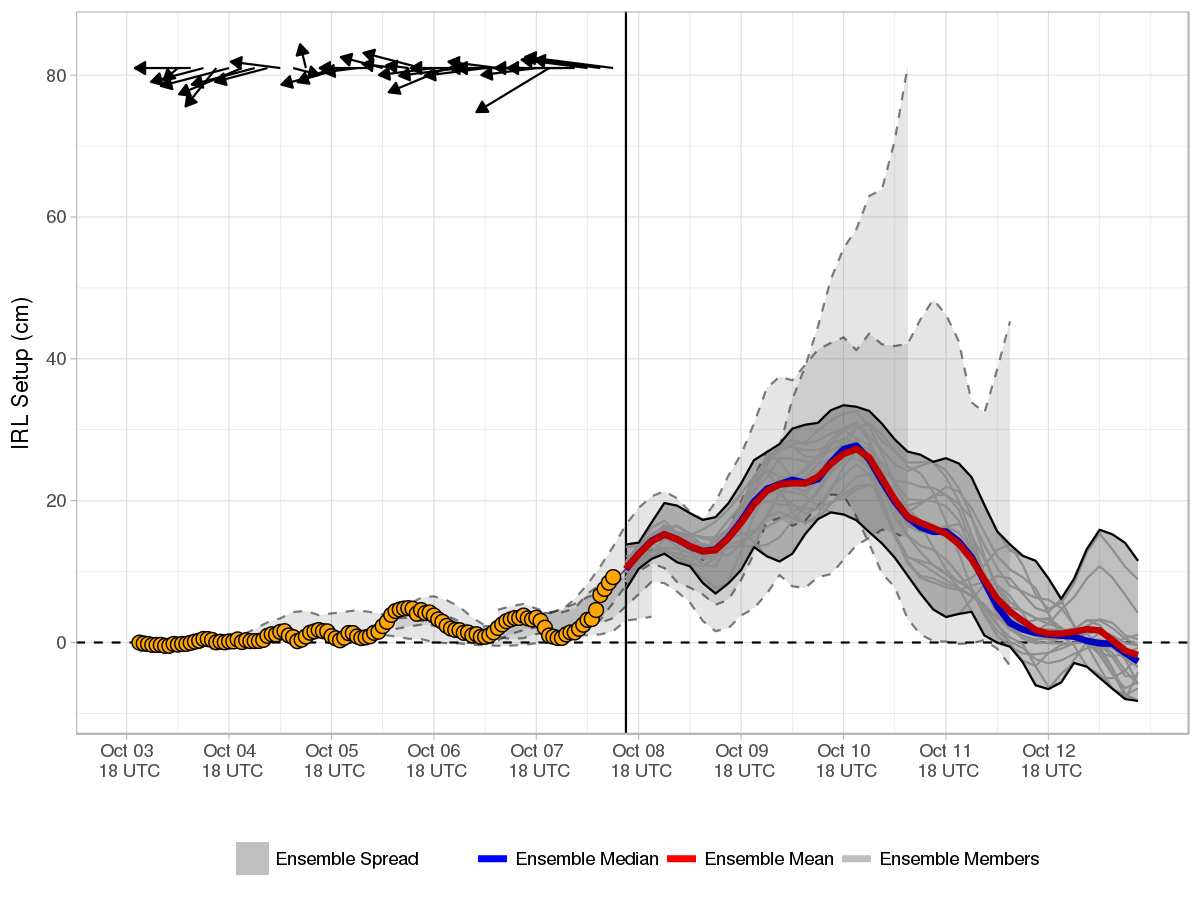 IRL Setup (cm)
80
60
40
20
0
Oct 03 Oct 04 Oct 05 Oct 06 Oct 07 Oct 08 Oct 09 Oct 10 Oct 11 Oct 12
18 UTC 18 UTC 18 UTC 18 UTC 18 UTC 18 UTC 18 UTC 18 UTC 18 UTC 18 UTC
Ensemble Spread Ensemble Median Ensemble Mean Ensemble Members